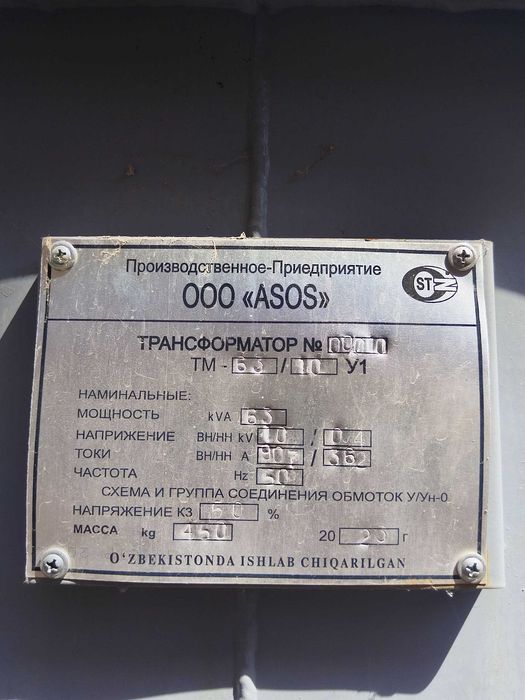 Производственное-Приедприятие
ООО «ASOS»
ST
ТРАНСФОРМАТОР №
ТМ - 63 / 10 У1
НАМИНАЛЬНЫЕ:
МОЩНОСТЬ kVA 63
НАПРИЖЕНИЕ ВН/НН kV 10 / 0.4
ТОКИ ВН/НН А /
ЧАСТОТА Hz 50
СХЕМА И ГРУППА СОЕДИНЕНИЯ ОБМОТОК У/Ун-0
НАПРЯЖЕНИЕ КЗ %
МАССА kg 20 г
O‘ZBEKISTONDA ISHLAB CHIQARILGAN